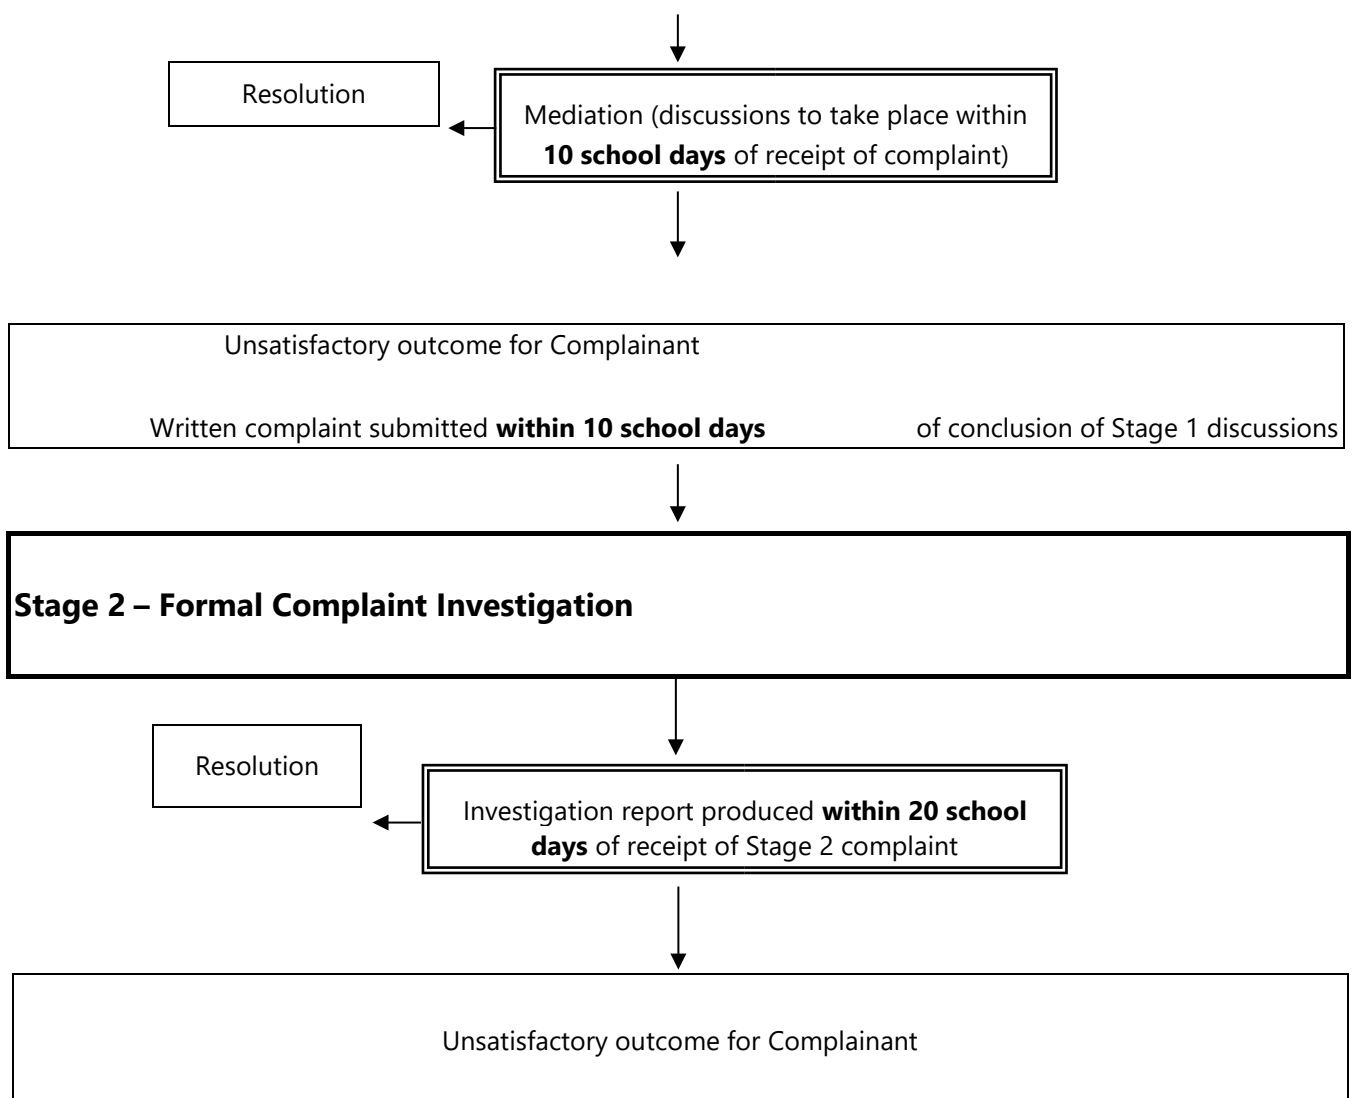 Resolution
Mediation (discussions to take place within
10 school days of receipt of complaint)
Unsatisfactory outcome for Complainant
Written complaint submitted within 10 school days of conclusion of Stage 1 discussions
Stage 2 – Formal Complaint Investigation
Resolution
Investigation report produced within 20 school
days of receipt of Stage 2 complaint
Unsatisfactory outcome for Complainant